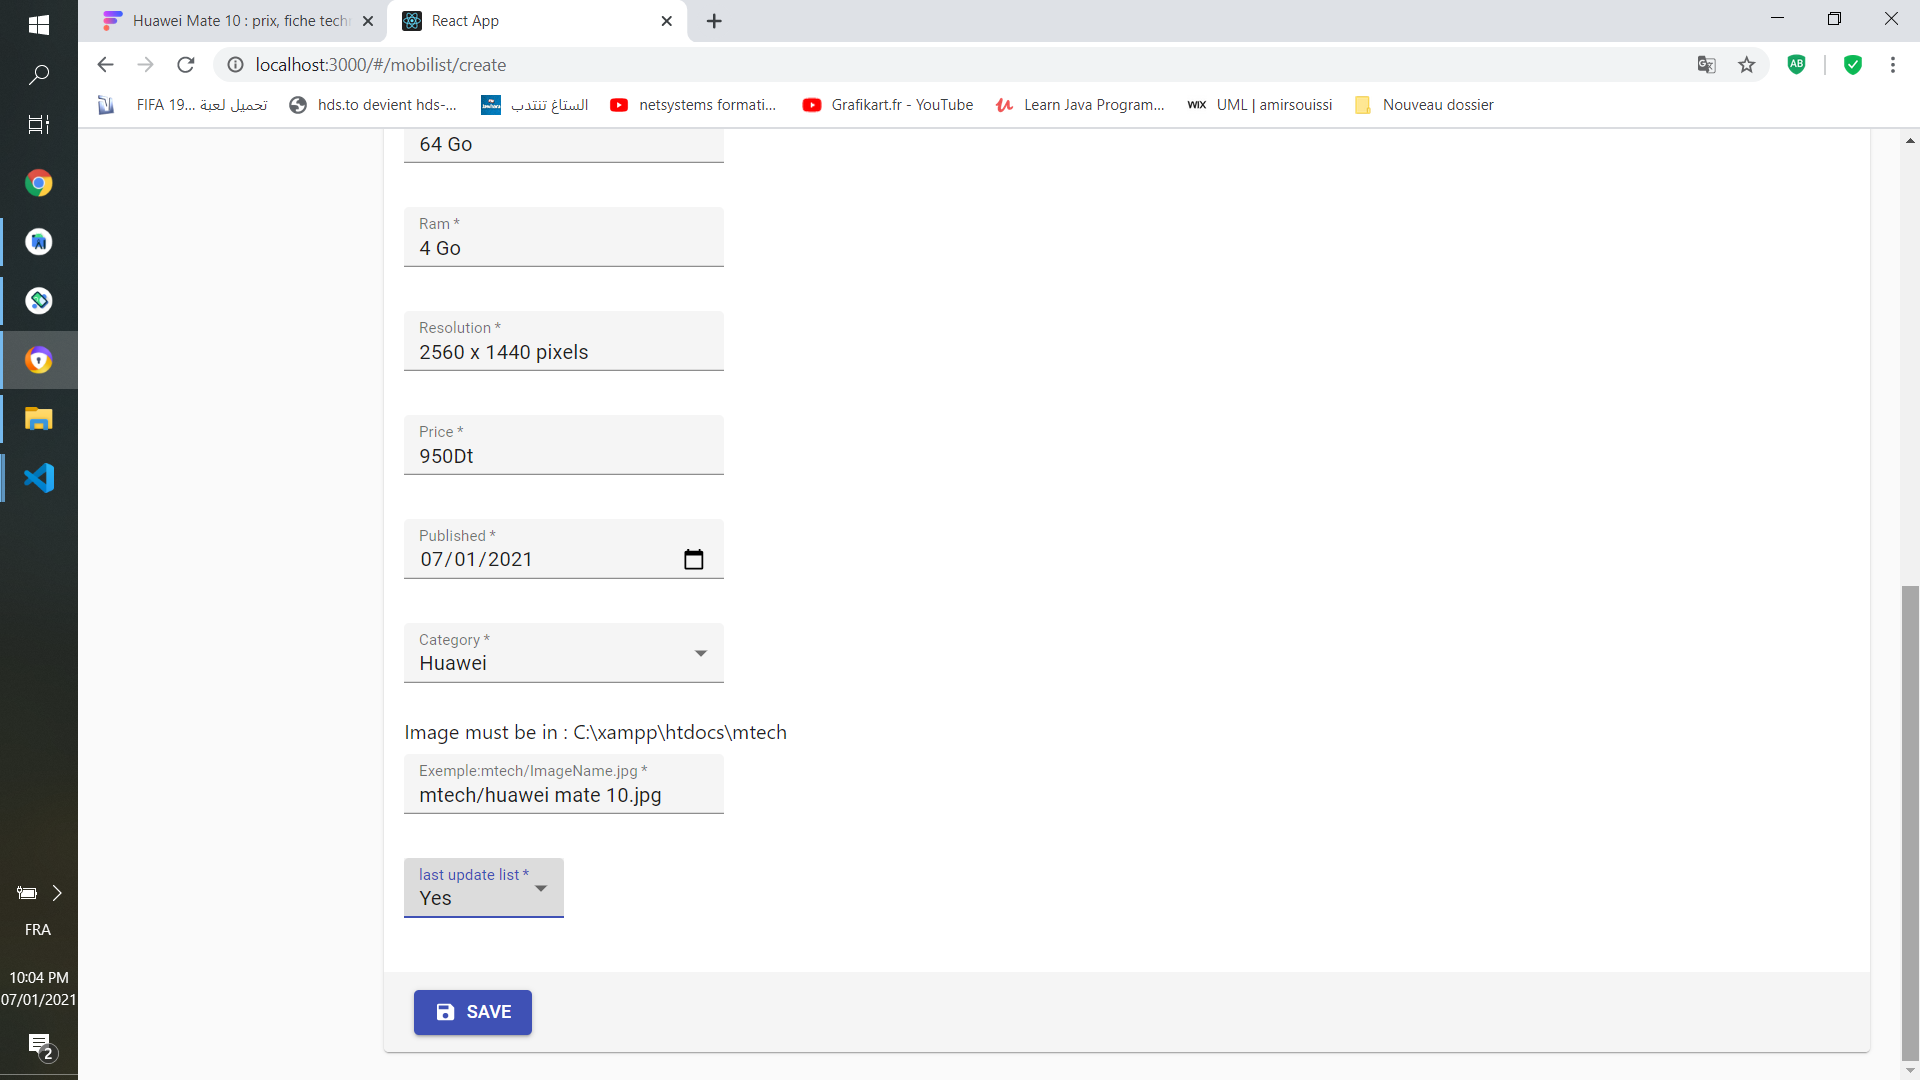 Huawei Mate 10 : prix, fiche tech
React App
localhost:3000/#/mobilist/create
FIFA 19... تحميل لعبة
hds.to devient hds-...
الستاغ تنتدب
netsystems formati...
Grafikart.fr - YouTube
Learn Java Program...
WIX
UML | amirsouissi
Nouveau dossier
64 Go
Ram *
4 Go
Resolution *
2560 x 1440 pixels
Price *
950Dt
Published *
07/01/2021
Category *
Huawei
Image must be in : C:\xampp\htdocs\mtech
Exemple:mtech/ImageName.jpg *
mtech/huawei mate 10.jpg
last update list *
Yes
SAVE
FRA
10:04 PM
07/01/2021
2